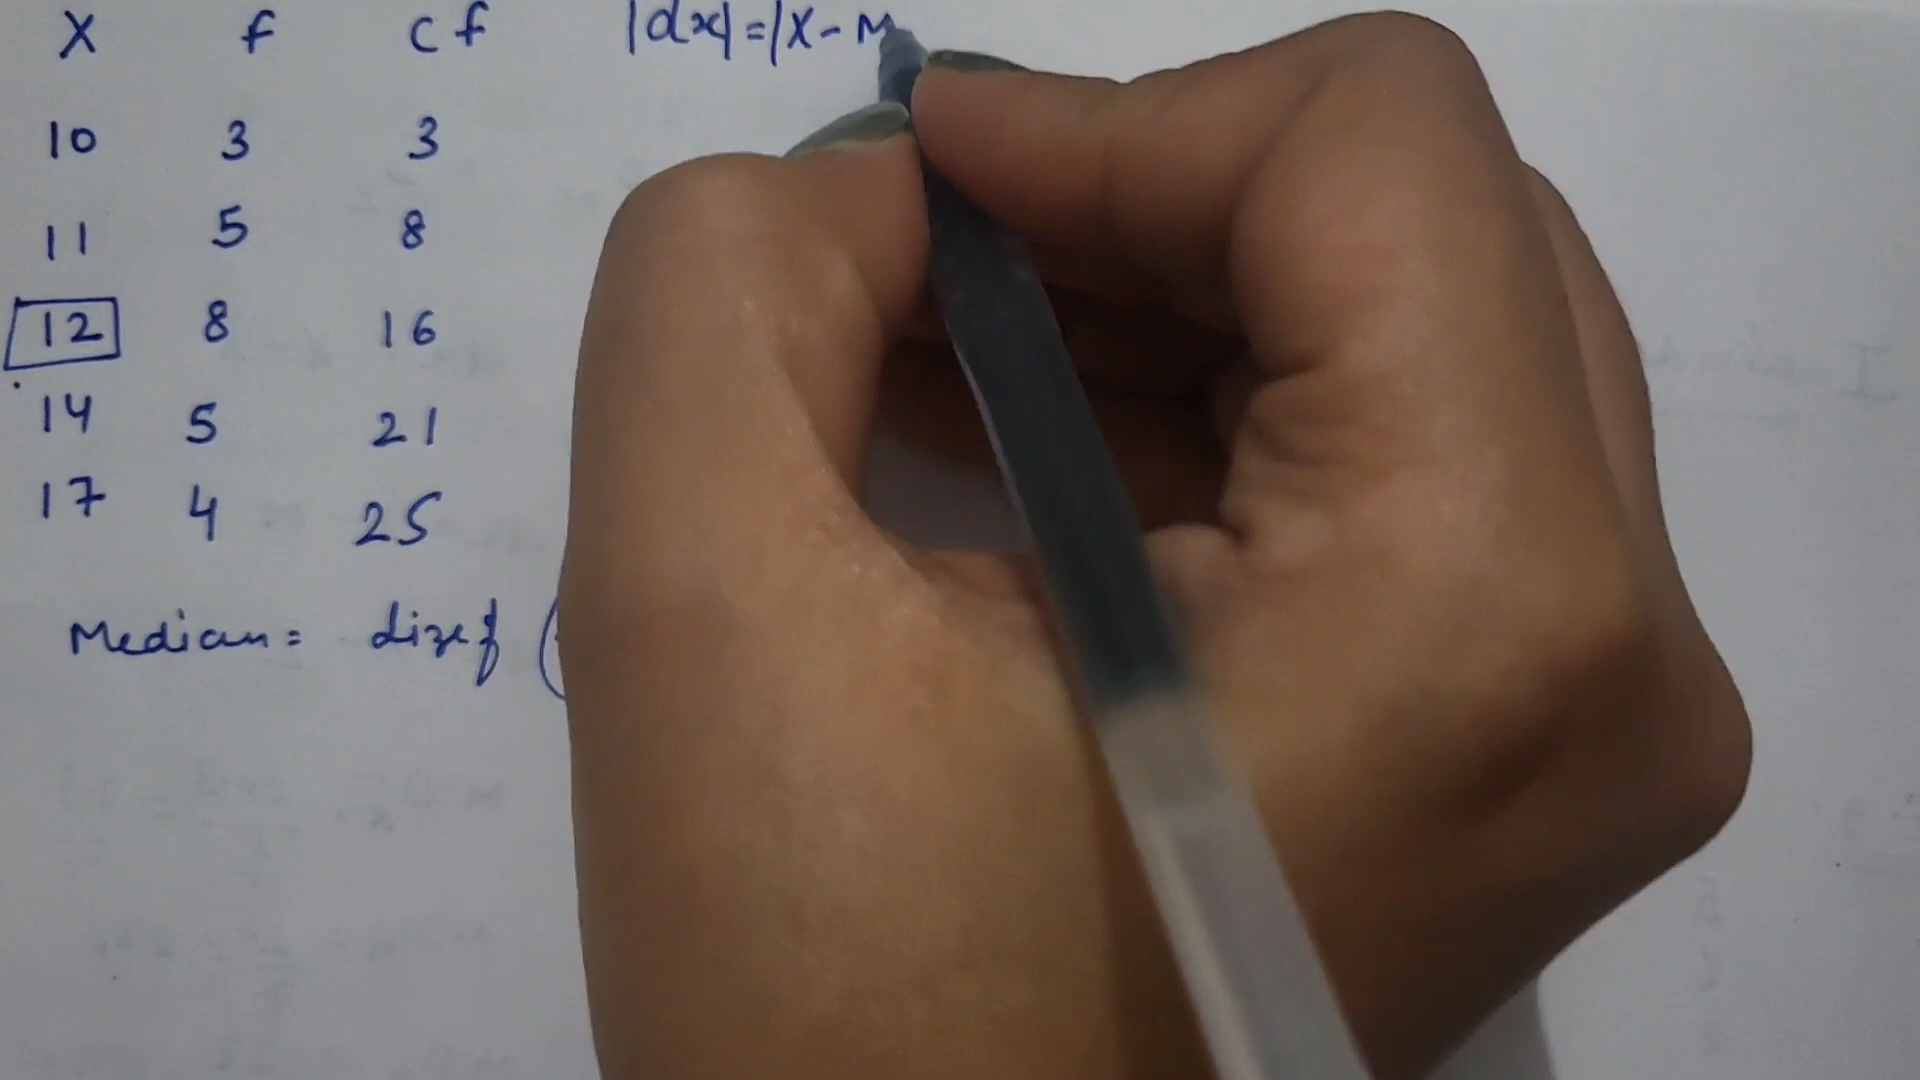 X f cf |dx| = |X - M
10 3 3
11 5 8
12 8 16
14 5 21
17 4 25
Median = size of (